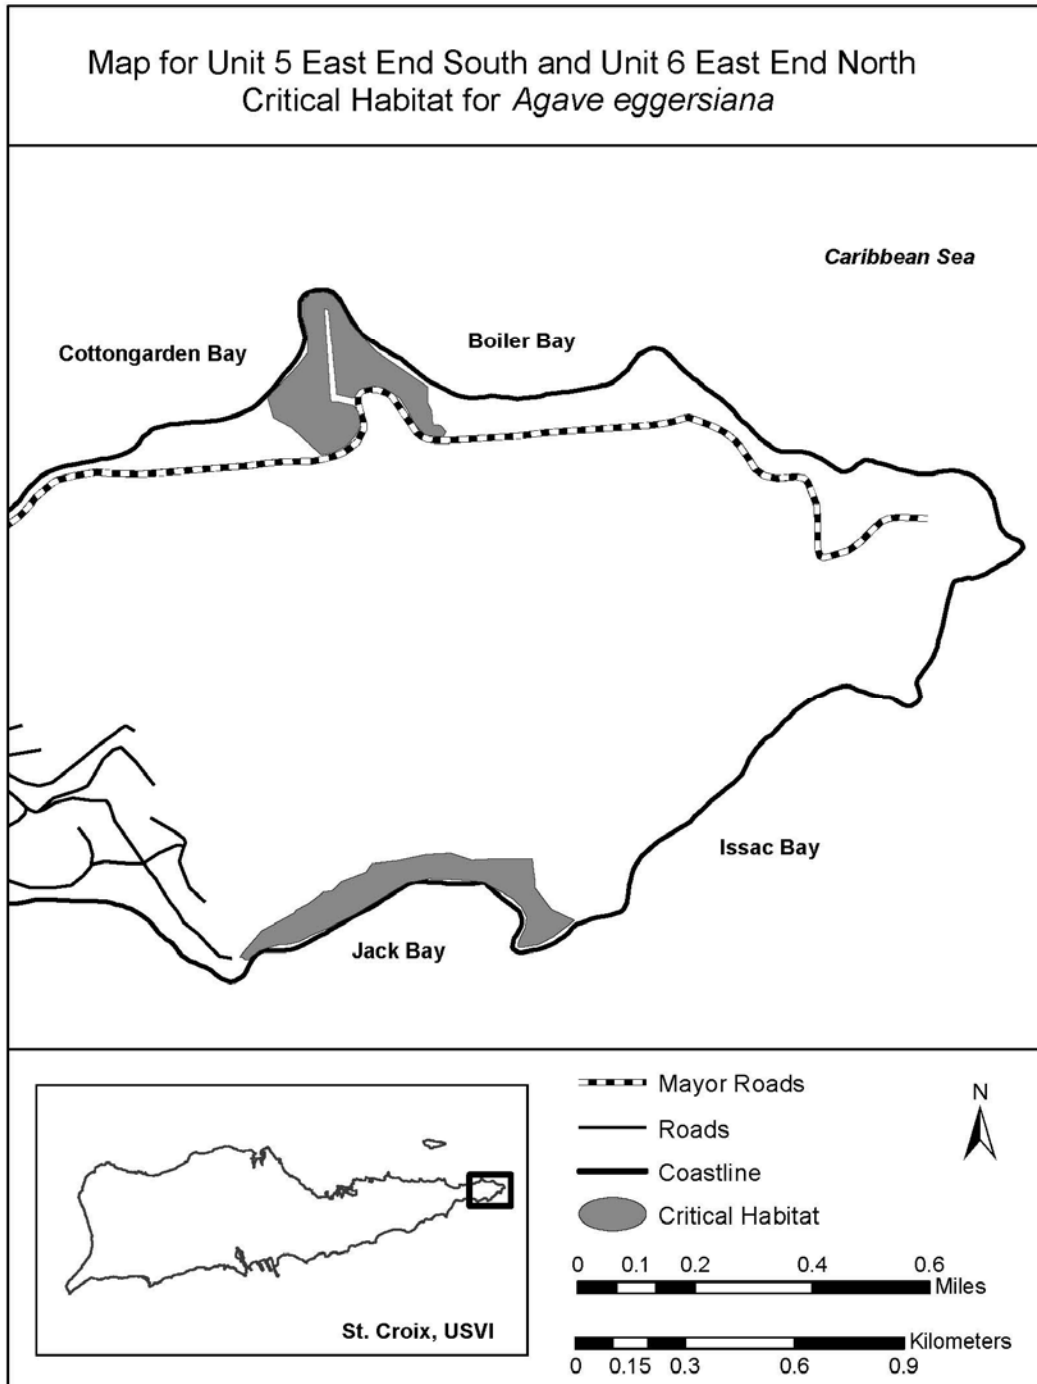 Map for Unit 5 East End South and Unit 6 East End North
Critical Habitat for Agave eggersiana
Caribbean Sea
Boiler Bay
Cottongarden Bay
Issac Bay
Jack Bay
St. Croix, USVI
Mayor Roads
Roads
Coastline
Critical Habitat
N
0 0.1 0.2 0.4 0.6
Miles
Kilometers
0 0.15 0.3 0.6 0.9